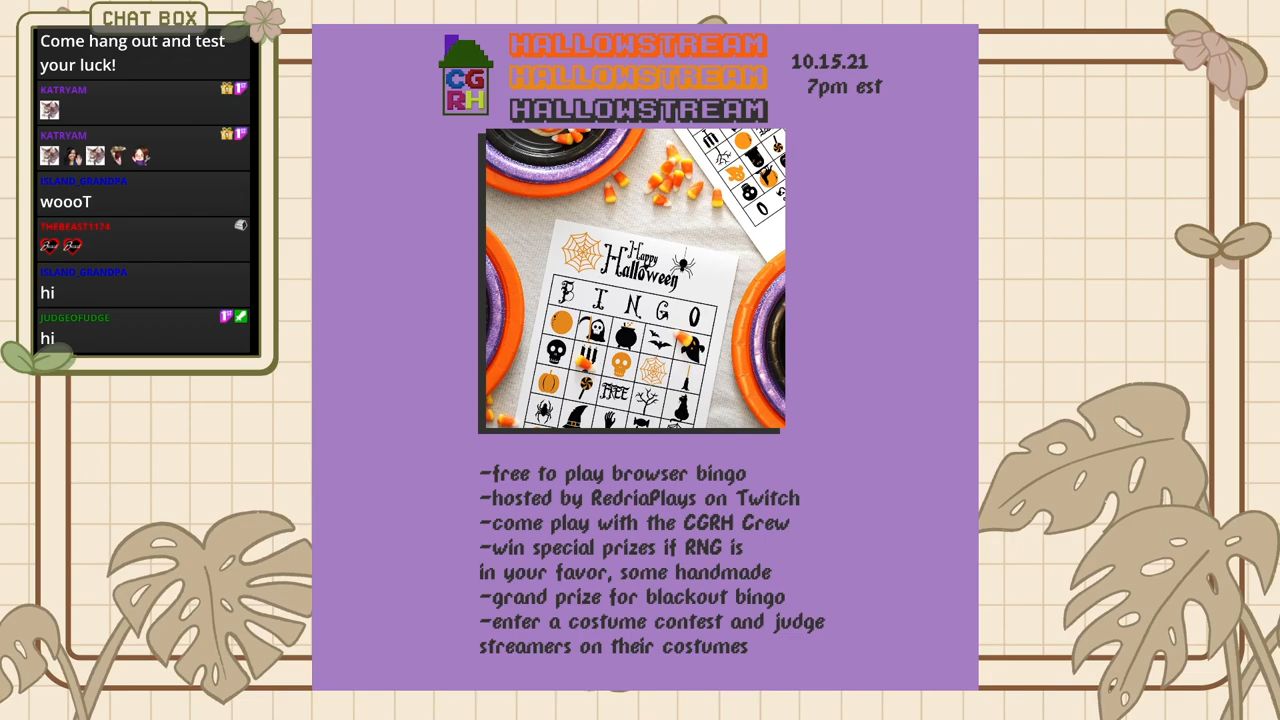 CHAT BOX
Come hang out and test
your luck!
KATRYAM
KATRYAM
ISLAND_GRANDPA
woooT
THEBEAST1174
ISLAND_GRANDPA
hi
JUDGEOFUDGE
hi
CG
RH
HALLOWSTREAM
HALLOWSTREAM
HALLOWSTREAM
10.15.21
7pm est
Happy
Halloween
B I N G O
FREE
-free to play browser bingo
-hosted by RedriaPlays on Twitch
-come play with the CGRH Crew
-win special prizes if RNG is
in your favor, some handmade
-grand prize for blackout bingo
-enter a costume contest and judge
streamers on their costumes